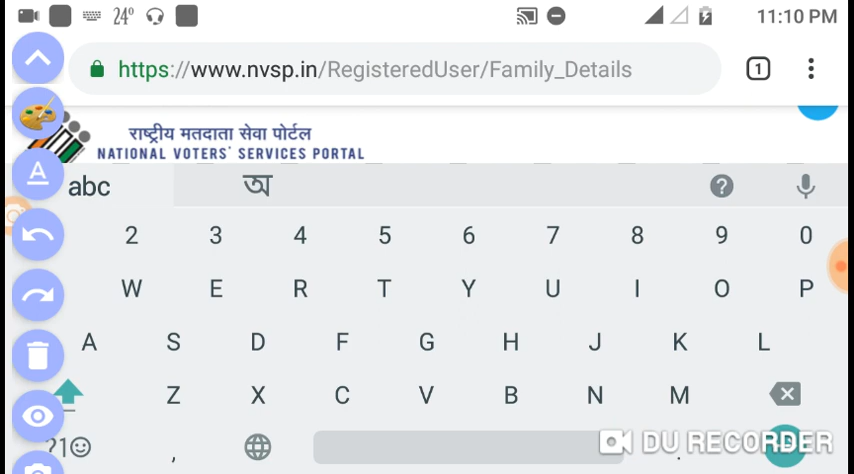 24° 11:10 PM
https://www.nvsp.in/RegisteredUser/Family_Details 1
राष्ट्रीय मतदाता सेवा पोर्टल
NATIONAL VOTERS' SERVICES PORTAL
A abc অ ?
2 3 4 5 6 7 8 9 0
W E R T Y U I O P
A S D F G H J K L
Z X C V B N M
?1 , . DU RECORDER